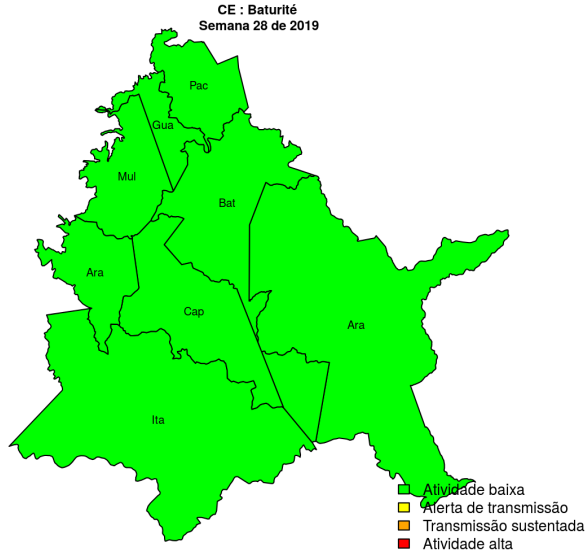 CE : Baturité
Semana 28 de 2019
Pac
Gua
Mul
Bat
Ara
Cap
Ara
Ita
Atividade baixa
Alerta de transmissão
Transmissão sustentada
Atividade alta